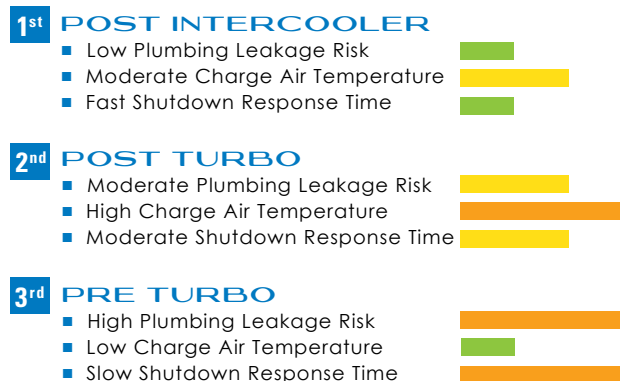 1st POST INTERCOOLER
Low Plumbing Leakage Risk
Moderate Charge Air Temperature
Fast Shutdown Response Time
2nd POST TURBO
Moderate Plumbing Leakage Risk
High Charge Air Temperature
Moderate Shutdown Response Time
3rd PRE TURBO
High Plumbing Leakage Risk
Low Charge Air Temperature
Slow Shutdown Response Time